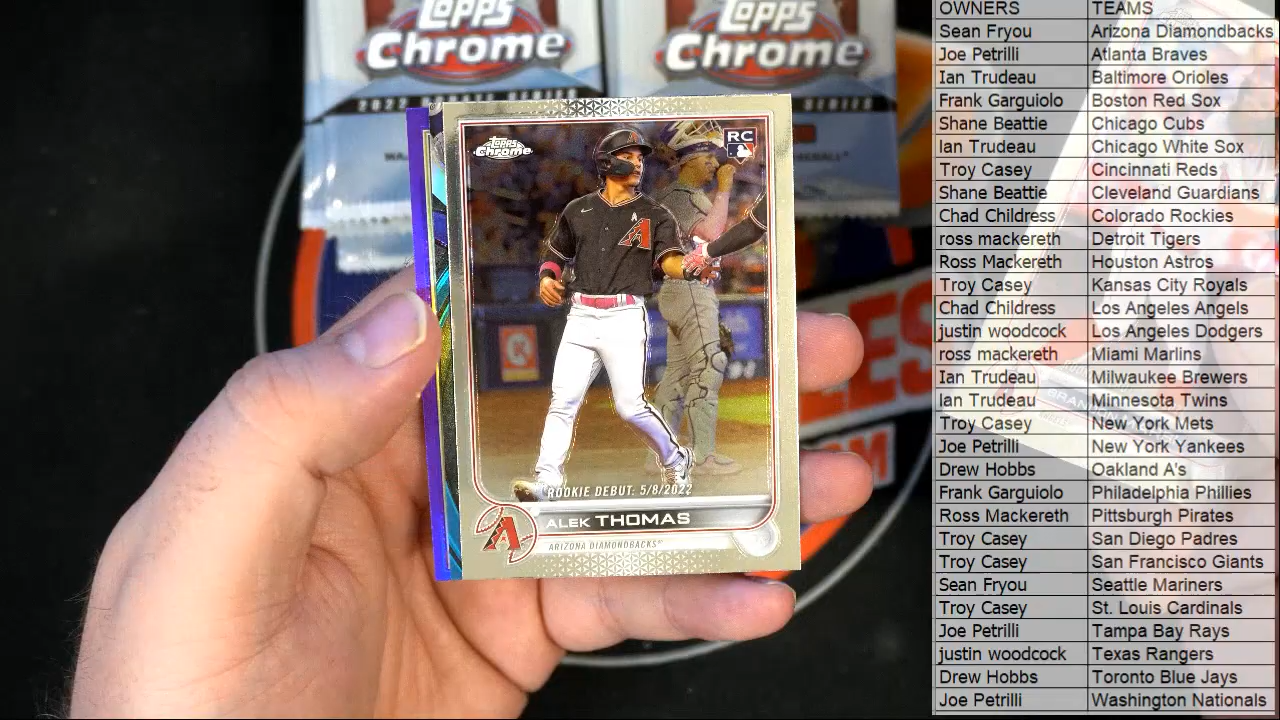 Topps
Chrome
2022 UPDATE SERIES
Topps
Chrome
SERIES
Topps
Chrome
RC
A
ROOKIE DEBUT: 5/8/2022
ALEK THOMAS
ARIZONA DIAMONDBACKS
OWNERS TEAMS
Sean Fryou Arizona Diamondbacks
Joe Petrilli Atlanta Braves
Ian Trudeau Baltimore Orioles
Frank Garguiolo Boston Red Sox
Shane Beattie Chicago Cubs
Ian Trudeau Chicago White Sox
Troy Casey Cincinnati Reds
Shane Beattie Cleveland Guardians
Chad Childress Colorado Rockies
ross mackereth Detroit Tigers
Ross Mackereth Houston Astros
Troy Casey Kansas City Royals
Chad Childress Los Angeles Angels
justin woodcock Los Angeles Dodgers
ross mackereth Miami Marlins
Ian Trudeau Milwaukee Brewers
Ian Trudeau Minnesota Twins
Troy Casey New York Mets
Joe Petrilli New York Yankees
Drew Hobbs Oakland A's
Frank Garguiolo Philadelphia Phillies
Ross Mackereth Pittsburgh Pirates
Troy Casey San Diego Padres
Troy Casey San Francisco Giants
Sean Fryou Seattle Mariners
Troy Casey St. Louis Cardinals
Joe Petrilli Tampa Bay Rays
justin woodcock Texas Rangers
Drew Hobbs Toronto Blue Jays
Joe Petrilli Washington Nationals